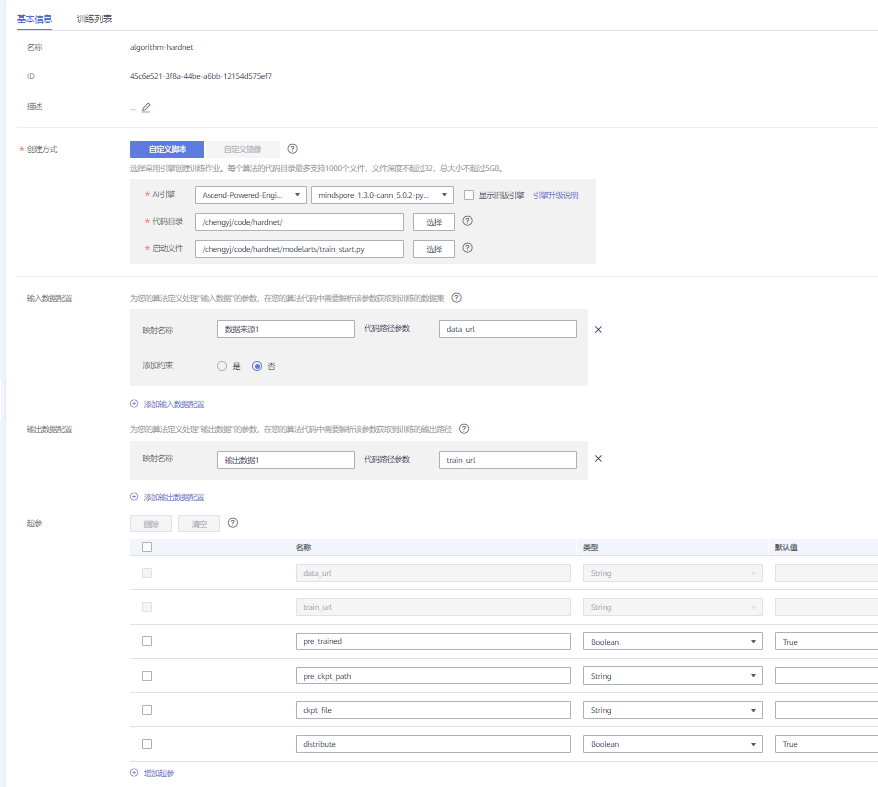 基本信息 训练列表
名称 algorithm-hardnet
ID 45c6e521-3f8a-44be-a6bb-12154d575ef7
描述 --
* 创建方式 自定义脚本 自定义镜像
选择常用引擎创建训练作业。每个算法的代码目录最多支持1000个文件，文件深度不超过32，总大小不超过5GB。
* AI引擎 Ascend-Powered-Engi... mindspore_1.3.0-cann_5.0.2-py... 显示旧版引擎 引擎升级说明
* 代码目录 /chengyj/code/hardnet/ 选择
* 启动文件 /chengyj/code/hardnet/modelarts/train_start.py 选择
输入数据配置 为您的算法定义处理“输入数据”的参数，在您的算法代码中需要解析该参数获取到训练的数据集
映射名称 数据来源1 代码路径参数 data_url
添加约束 是 否
添加输入数据配置
输出数据配置 为您的算法定义处理“输出数据”的参数，在您的算法代码中需要解析该参数获取到训练的输出路径
映射名称 输出数据1 代码路径参数 train_url
添加输出数据配置
超参 删除 清空
名称 类型 默认值
data_url String
train_url String
pre_trained Boolean True
pre_ckpt_path String
ckpt_file String
distribute Boolean True
增加超参